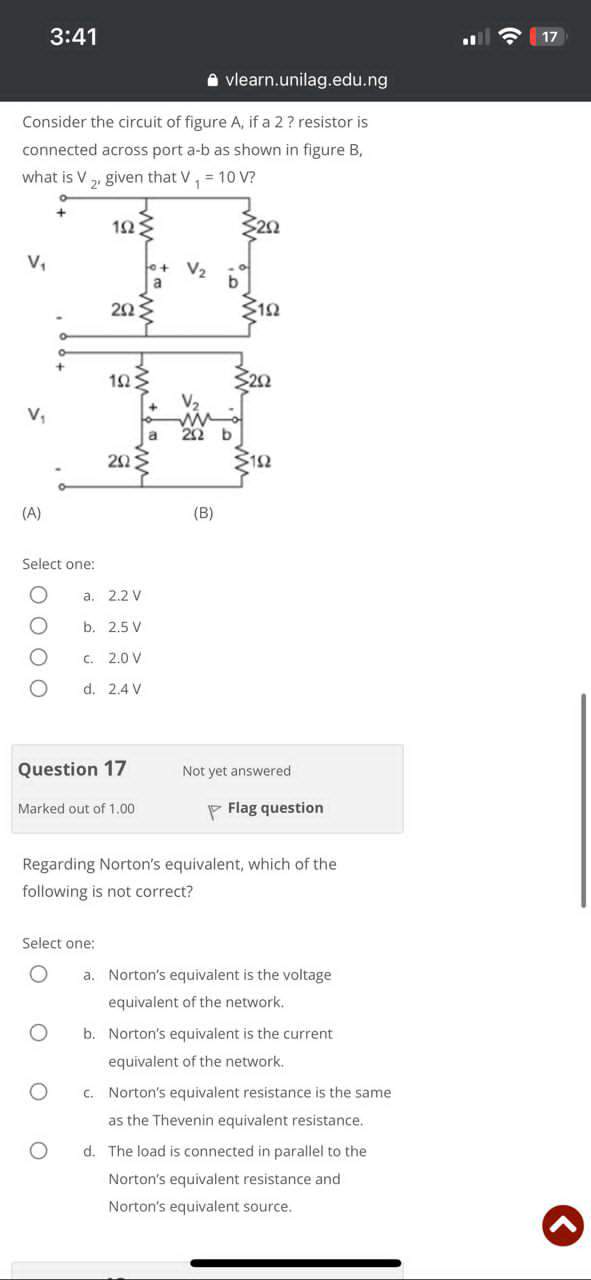 3:41
17
vlearn.unilag.edu.ng
Consider the circuit of figure A, if a 2 ? resistor is
connected across port a-b as shown in figure B,
what is V 2, given that V 1 = 10 V?
+
1Ω
2Ω
V₁
+ V₂ -
a
b
2Ω
1Ω
-
+
1Ω
2Ω
V₁
+ V₂ -
a 2Ω b
2Ω
1Ω
-
(A)
(B)
Select one:
a. 2.2 V
b. 2.5 V
c. 2.0 V
d. 2.4 V
Question 17
Not yet answered
Marked out of 1.00
Flag question
Regarding Norton's equivalent, which of the
following is not correct?
Select one:
a. Norton's equivalent is the voltage
equivalent of the network.
b. Norton's equivalent is the current
equivalent of the network.
c. Norton's equivalent resistance is the same
as the Thevenin equivalent resistance.
d. The load is connected in parallel to the
Norton's equivalent resistance and
Norton's equivalent source.